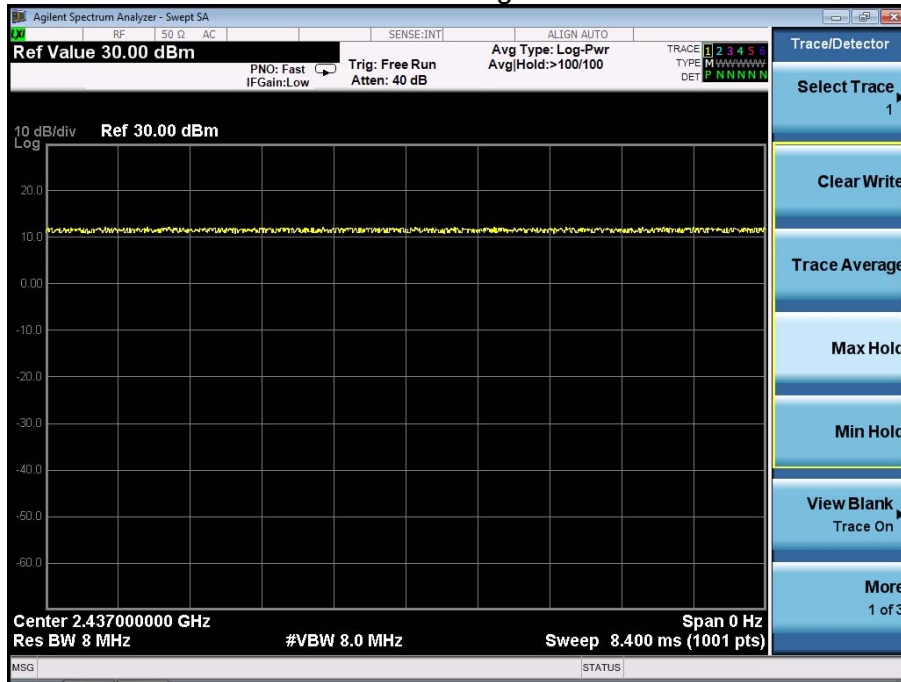 Agilent Spectrum Analyzer - Swept SA
LXI RF 50 Ω AC SENSE:INT ALIGN AUTO
Ref Value 30.00 dBm
PNO: Fast
IFGain:Low
Trig: Free Run
Atten: 40 dB
Avg Type: Log-Pwr
Avg|Hold:>100/100
TRACE 1 2 3 4 5 6
TYPE M WWWWW
DET P N N N N N
Trace/Detector
Select Trace
1
10 dB/div Ref 30.00 dBm
Log
20.0
10.0
0.00
-10.0
-20.0
-30.0
-40.0
-50.0
-60.0
Clear Write
Trace Average
Max Hold
Min Hold
View Blank
Trace On
More
1 of 3
Center 2.437000000 GHz Span 0 Hz
Res BW 8 MHz #VBW 8.0 MHz Sweep 8.400 ms (1001 pts)
MSG STATUS